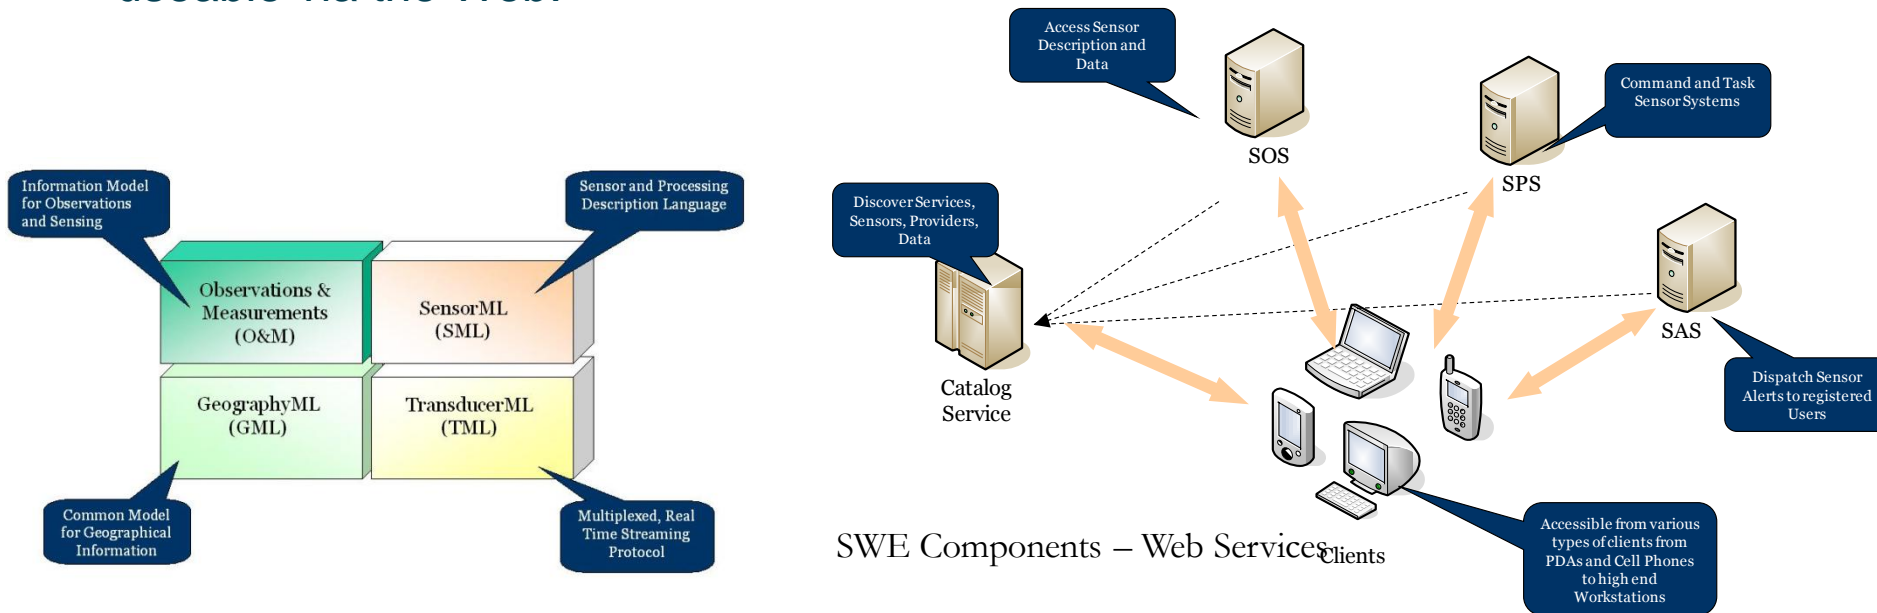 Information Model
for Observations
and Sensing
Sensor and Processing
Description Language
Observations &
Measurements
(O&M)
SensorML
(SML)
GeographyML
(GML)
TransducerML
(TML)
Common Model
for Geographical
Information
Multiplexed, Real
Time Streaming
Protocol
Access Sensor
Description and
Data
SOS
Command and Task
Sensor Systems
SPS
Discover Services,
Sensors, Providers,
Data
Catalog
Service
SAS
Dispatch Sensor
Alerts to registered
Users
Clients
Accessible from various
types of clients from
PDAs and Cell Phones
to high end
Workstations
SWE Components – Web Services